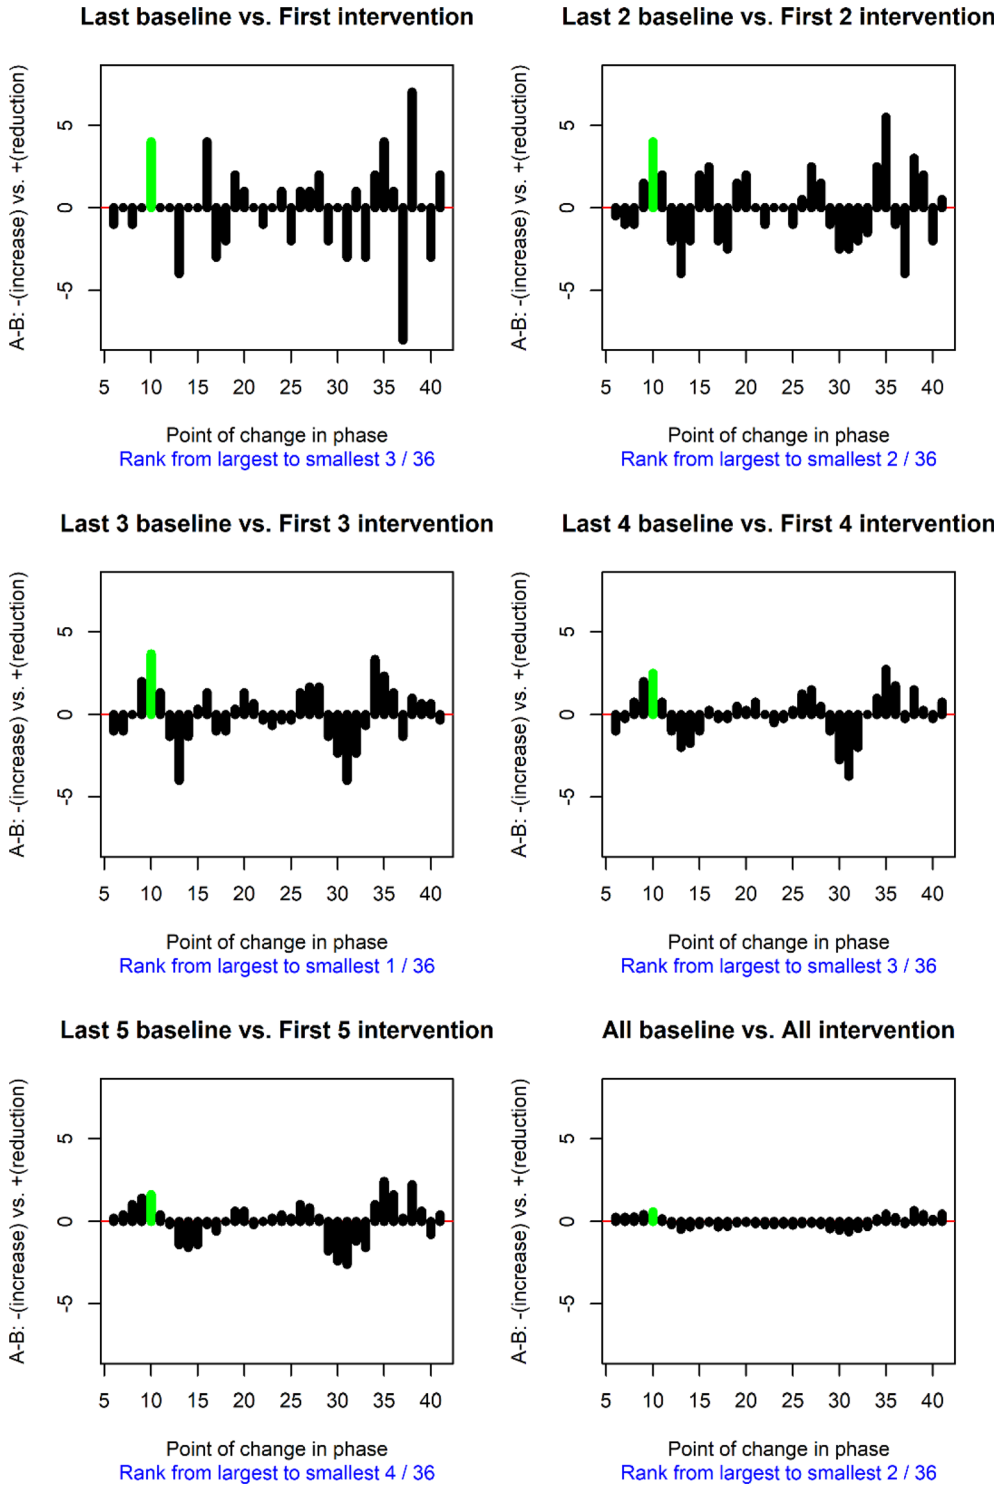 Last baseline vs. First intervention
A-B: -(increase) vs. +(reduction)
5
0
-5
5 10 15 20 25 30 35 40
Point of change in phase
Rank from largest to smallest 3 / 36
Last 2 baseline vs. First 2 intervention
A-B: -(increase) vs. +(reduction)
5
0
-5
5 10 15 20 25 30 35 40
Point of change in phase
Rank from largest to smallest 2 / 36
Last 3 baseline vs. First 3 intervention
A-B: -(increase) vs. +(reduction)
5
0
-5
5 10 15 20 25 30 35 40
Point of change in phase
Rank from largest to smallest 1 / 36
Last 4 baseline vs. First 4 intervention
A-B: -(increase) vs. +(reduction)
5
0
-5
5 10 15 20 25 30 35 40
Point of change in phase
Rank from largest to smallest 3 / 36
Last 5 baseline vs. First 5 intervention
A-B: -(increase) vs. +(reduction)
5
0
-5
5 10 15 20 25 30 35 40
Point of change in phase
Rank from largest to smallest 4 / 36
All baseline vs. All intervention
A-B: -(increase) vs. +(reduction)
5
0
-5
5 10 15 20 25 30 35 40
Point of change in phase
Rank from largest to smallest 2 / 36